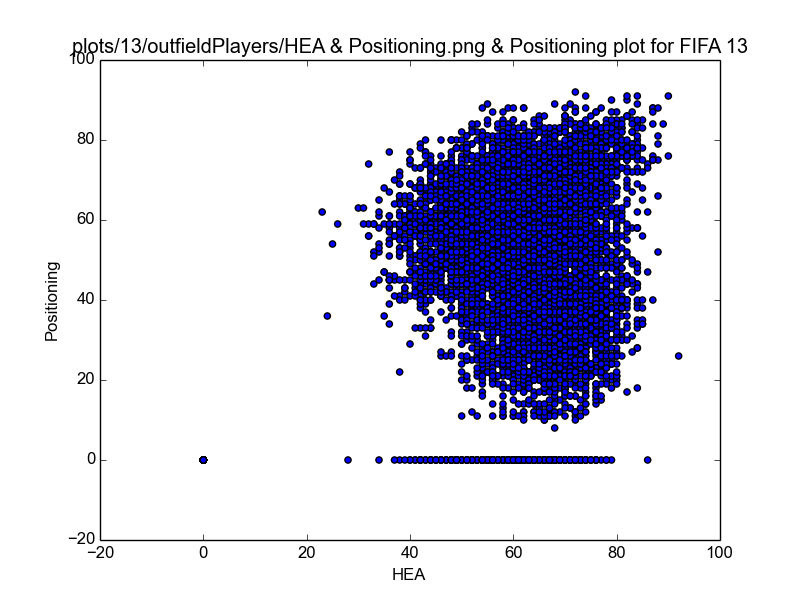 plots/13/outfieldPlayers/HEA & Positioning.png & Positioning plot for FIFA 13
100
80
60
40
20
0
−20
Positioning
−20 0 20 40 60 80 100
HEA